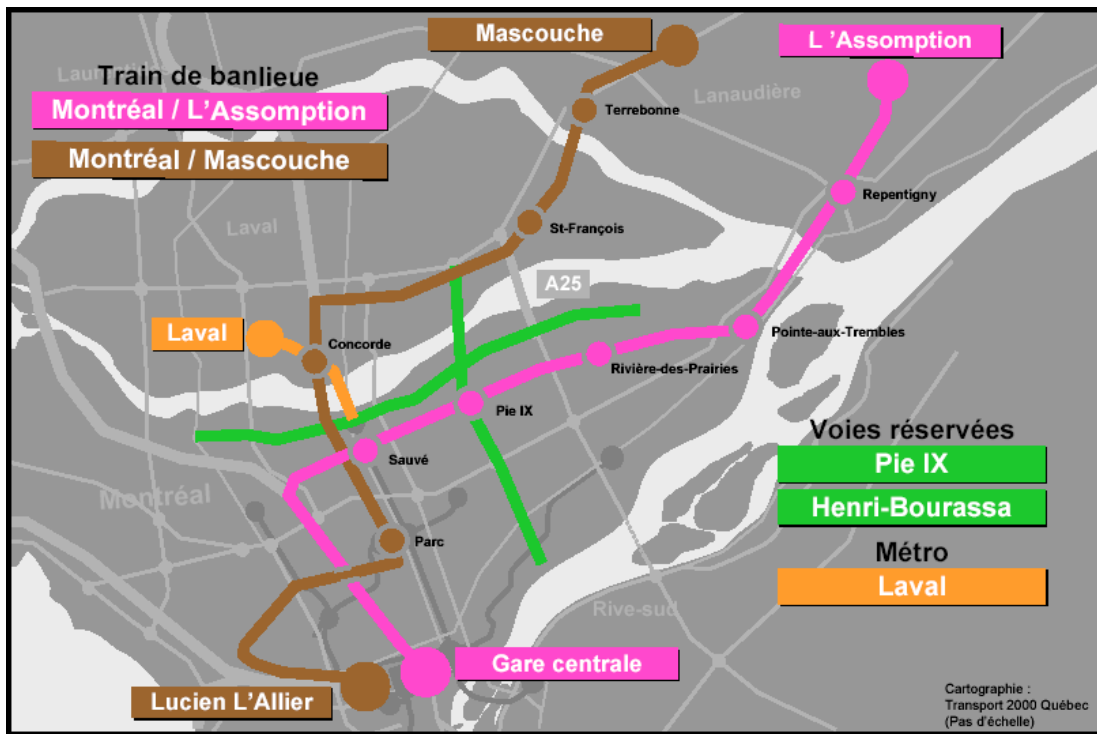 Mascouche
L 'Assomption
Train de banlieue
Montréal / L'Assomption
Montréal / Mascouche
Lanaudière
Terrebonne
Repentigny
Laval
St-François
A25
Laval
Concorde
Pointe-aux-Trembles
Rivière-des-Prairies
Pie IX
Sauvé
Montréal
Parc
Voies réservées
Pie IX
Henri-Bourassa
Métro
Laval
Rive-sud
Gare centrale
Lucien L'Allier
Cartographie :
Transport 2000 Québec
(Pas d'échelle)